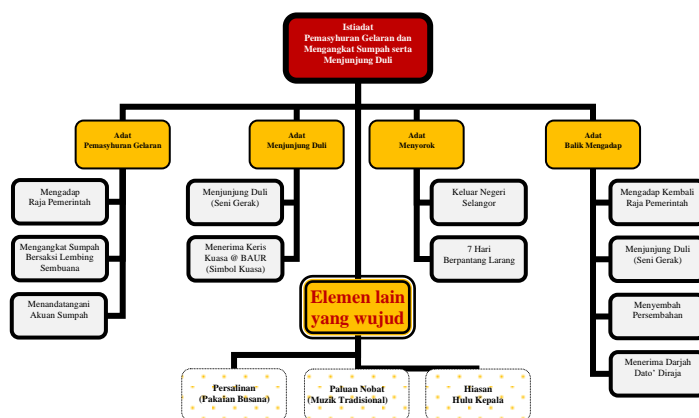 Istiadat
Pemasyhuran Gelaran dan
Mengangkat Sumpah serta
Menjunjung Duli
Adat
Pemasyhuran Gelaran
Mengadap
Raja Pemerintah
Mengangkat Sumpah
Bersaksi Lembing
Sembuana
Menandatangani
Akuan Sumpah
Adat
Menjunjung Duli
Menjunjung Duli
(Seni Gerak)
Menerima Keris
Kuasa @ BAUR
(Simbol Kuasa)
Adat
Menyorok
Keluar Negeri
Selangor
7 Hari
Berpantang Larang
Adat
Balik Mengadap
Mengadap Kembali
Raja Pemerintah
Menjunjung Duli
(Seni Gerak)
Menyembah
Persembahan
Menerima Darjah
Dato’ Diraja
Elemen lain
yang wujud
Persalinan
(Pakaian Busana)
Paluan Nobat
(Muzik Tradisional)
Hiasan
Hulu Kepala